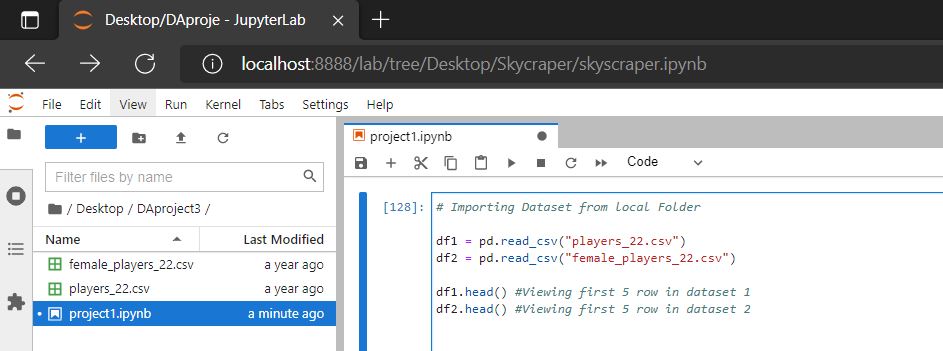 Desktop/DAproje - JupyterLab
localhost:8888/lab/tree/Desktop/Skycraper/skyscraper.ipynb
File Edit View Run Kernel Tabs Settings Help
Filter files by name
/ Desktop / DAproject3 /
Name Last Modified
female_players_22.csv a year ago
players_22.csv a year ago
project1.ipynb a minute ago
project1.ipynb
Code
[128]: # Importing Dataset from local Folder
df1 = pd.read_csv("players_22.csv")
df2 = pd.read_csv("female_players_22.csv")
df1.head() #Viewing first 5 row in dataset 1
df2.head() #Viewing first 5 row in dataset 2